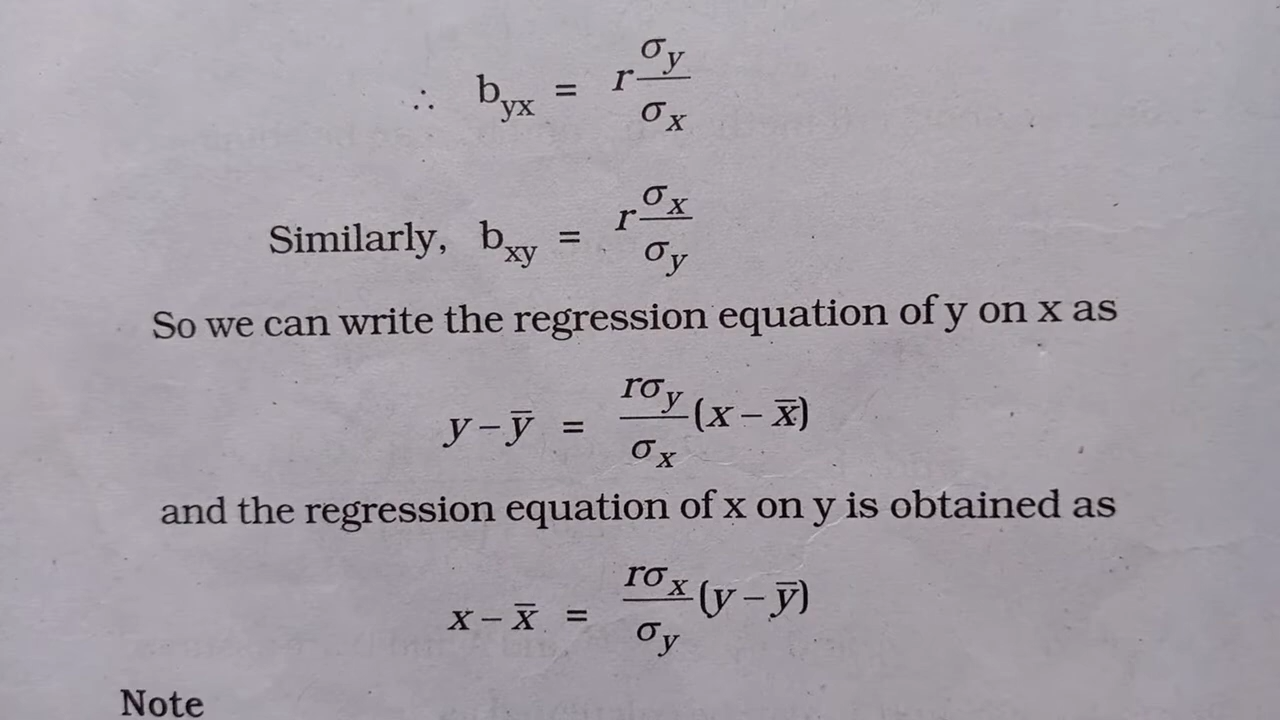 ∴ b_yx = r σ_y/σ_x
Similarly, b_xy = r σ_x/σ_y
So we can write the regression equation of y on x as
y – y̅ = rσ_y/σ_x (x – x̅)
and the regression equation of x on y is obtained as
x – x̅ = rσ_x/σ_y (y – y̅)
Note